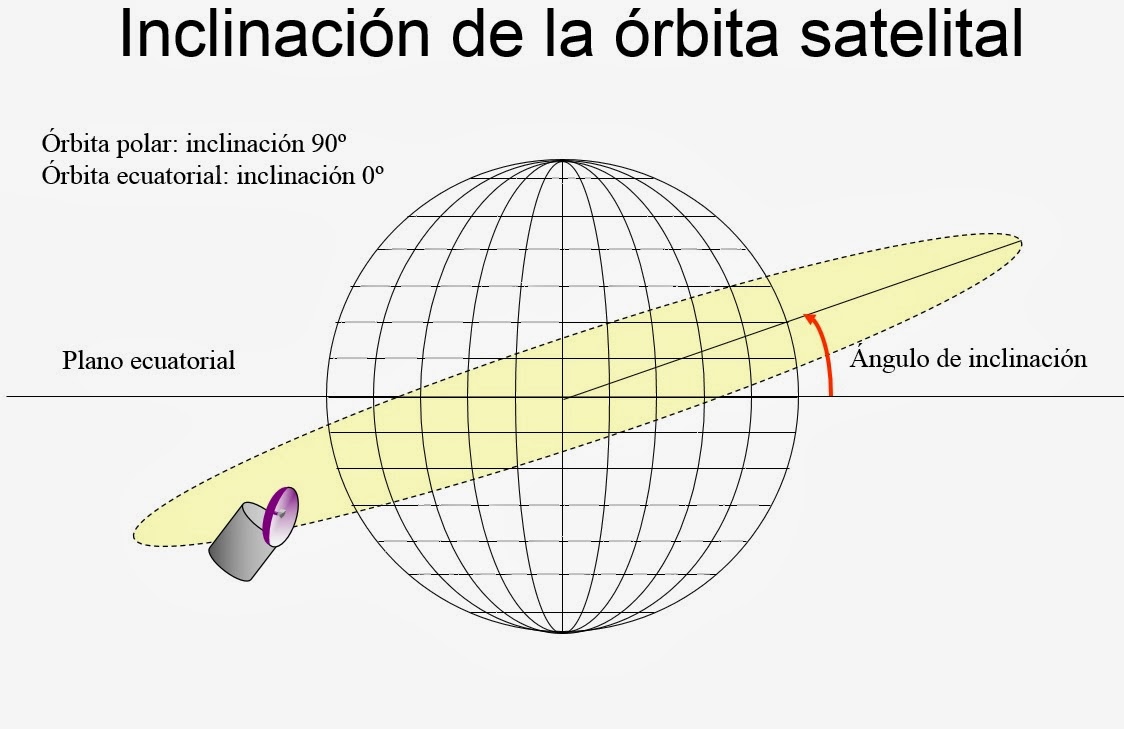 Inclinación de la órbita satelital
Órbita polar: inclinación 90º
Órbita ecuatorial: inclinación 0º
Plano ecuatorial
Ángulo de inclinación